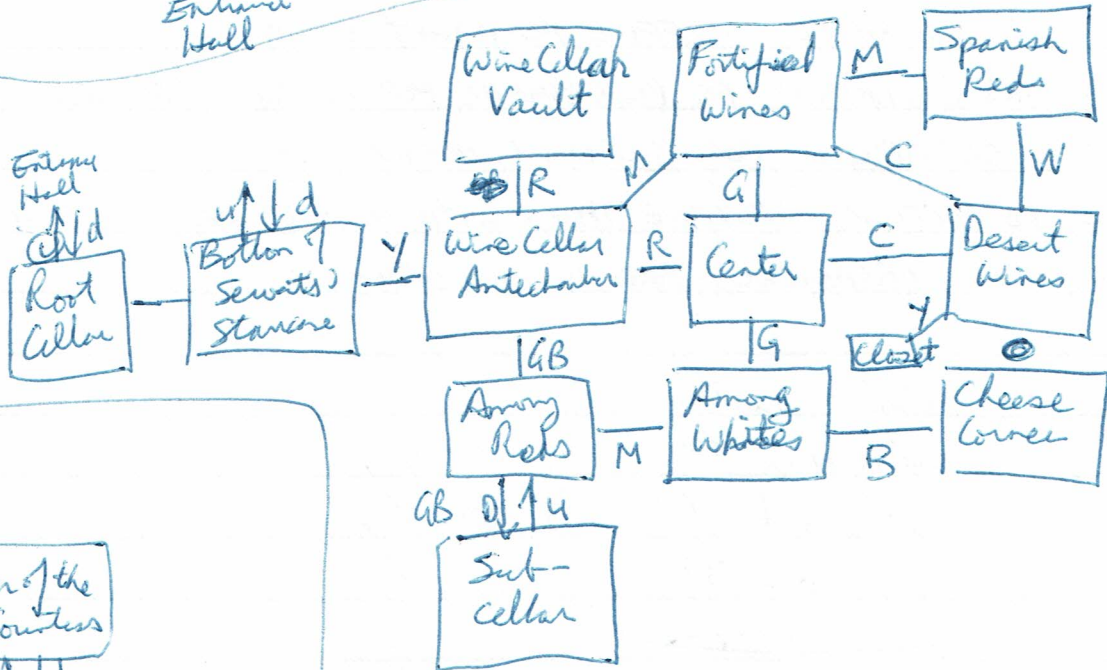 Entrance
Hall
Wine Cellar
Vault
Fortified
Wines
M
Spanish
Reds
Entrance
Hall
u d
R
M
G
C
W
u d
Root
Cellar
Bottom of
Servants'
Staircase
Y
Wine Cellar
Antechamber
R
Center
C
Desert
Wines
Y
Closet
GB
G
Among
Reds
M
Among
Whites
B
Cheese
Corner
GB D U
Sub-
cellar
of the